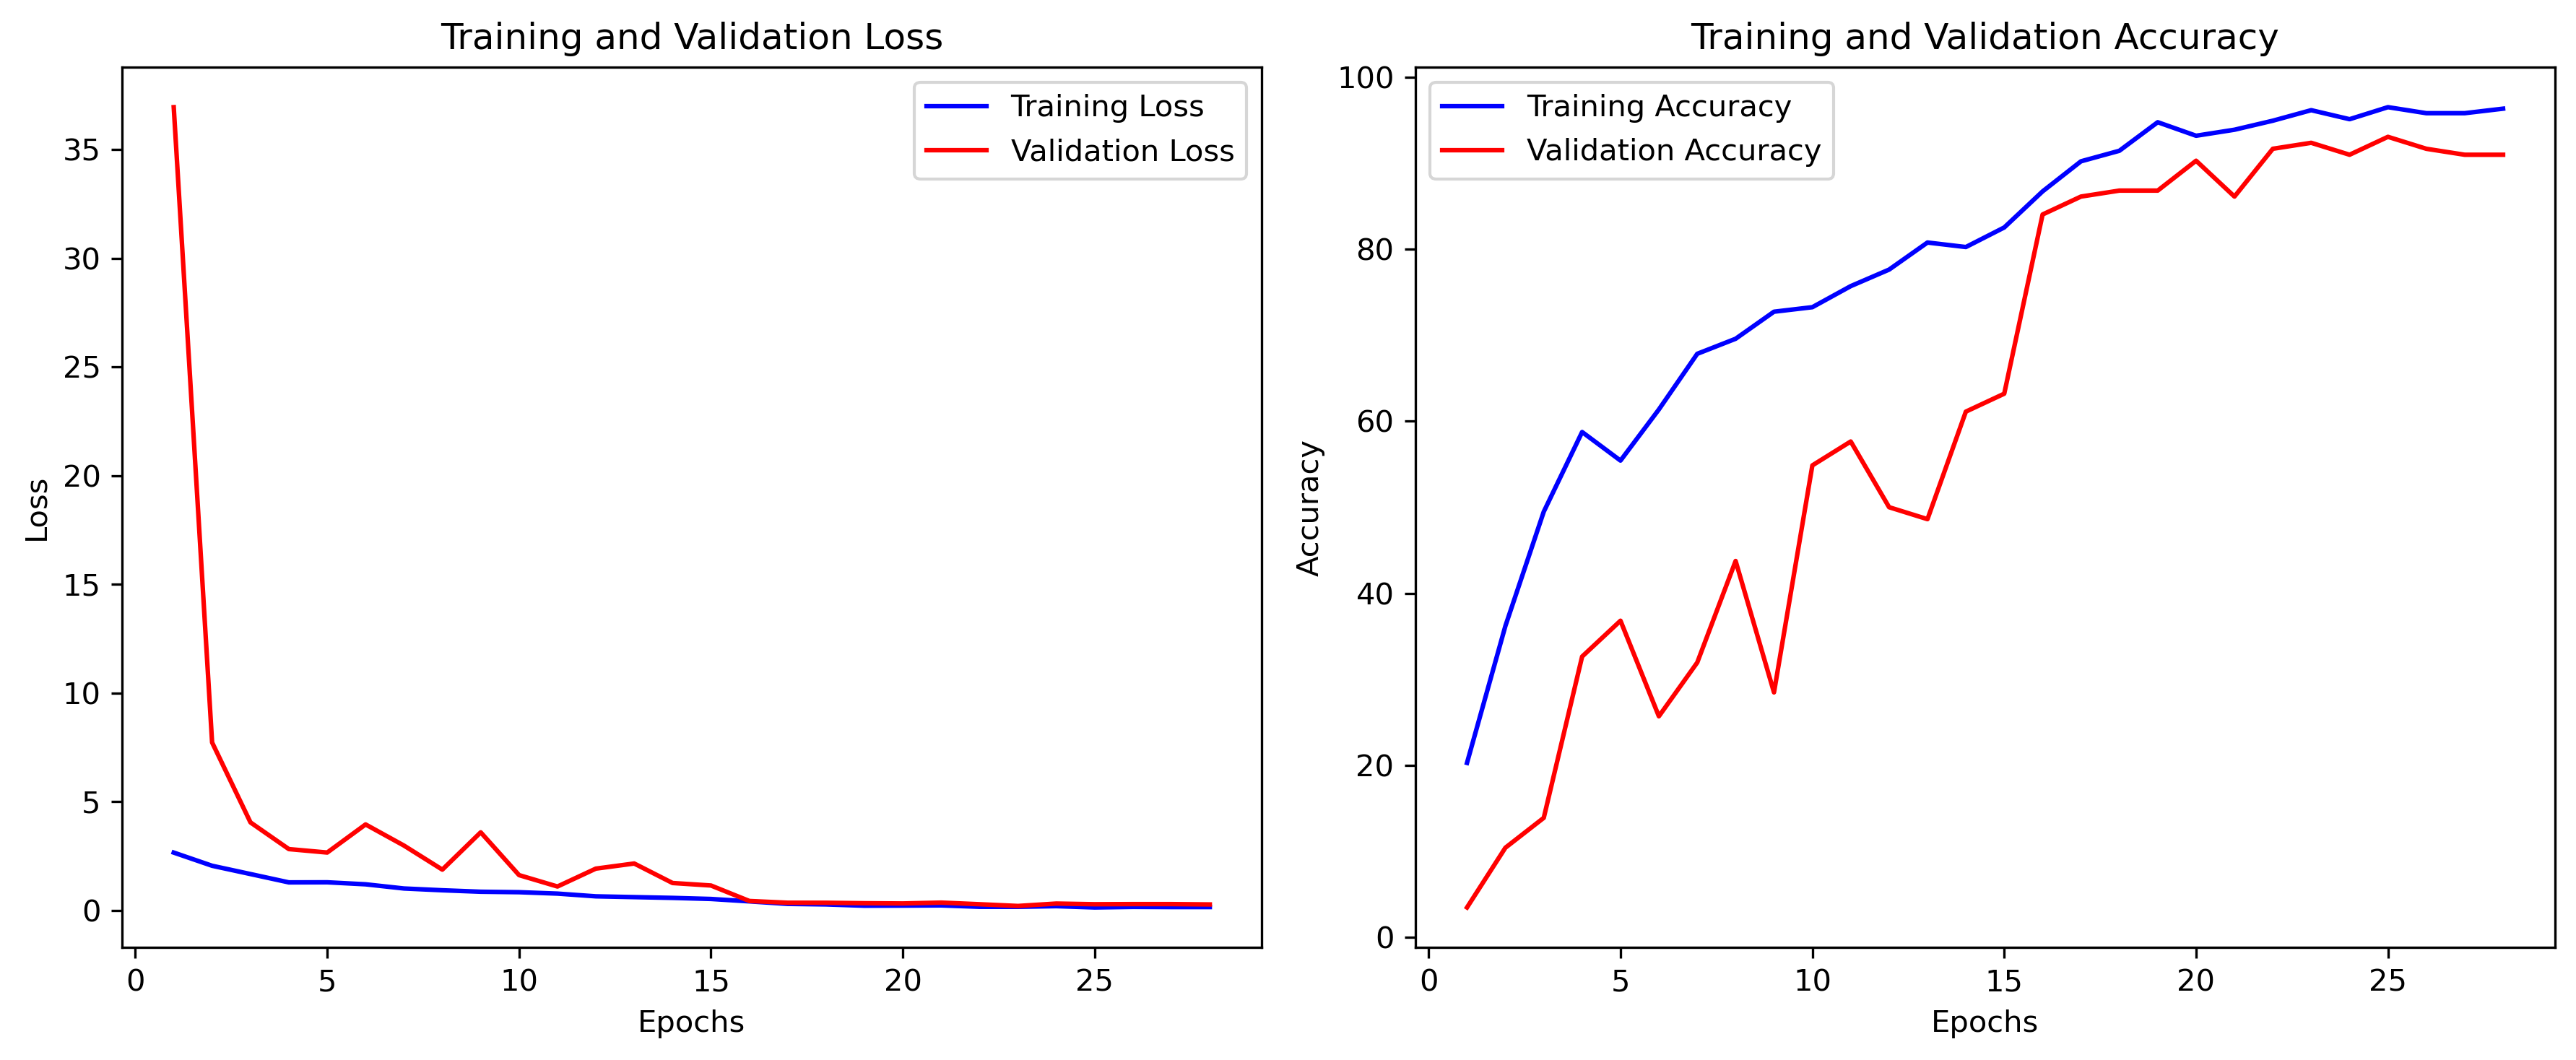 Training and Validation Loss
Training Loss
Validation Loss
35
30
25
20
15
10
5
0
Loss
0 5 10 15 20 25
Epochs
Training and Validation Accuracy
Training Accuracy
Validation Accuracy
100
80
60
40
20
0
Accuracy
0 5 10 15 20 25
Epochs